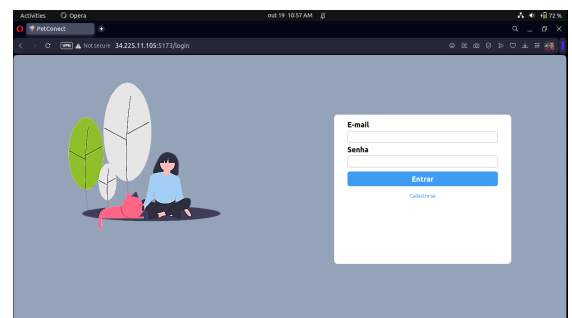 Activities Opera out 19 10:57 AM 72 %
PetConect
VPN Not secure 34.225.11.105:5173/login
E-mail
Senha
Entrar
Cadastre-se